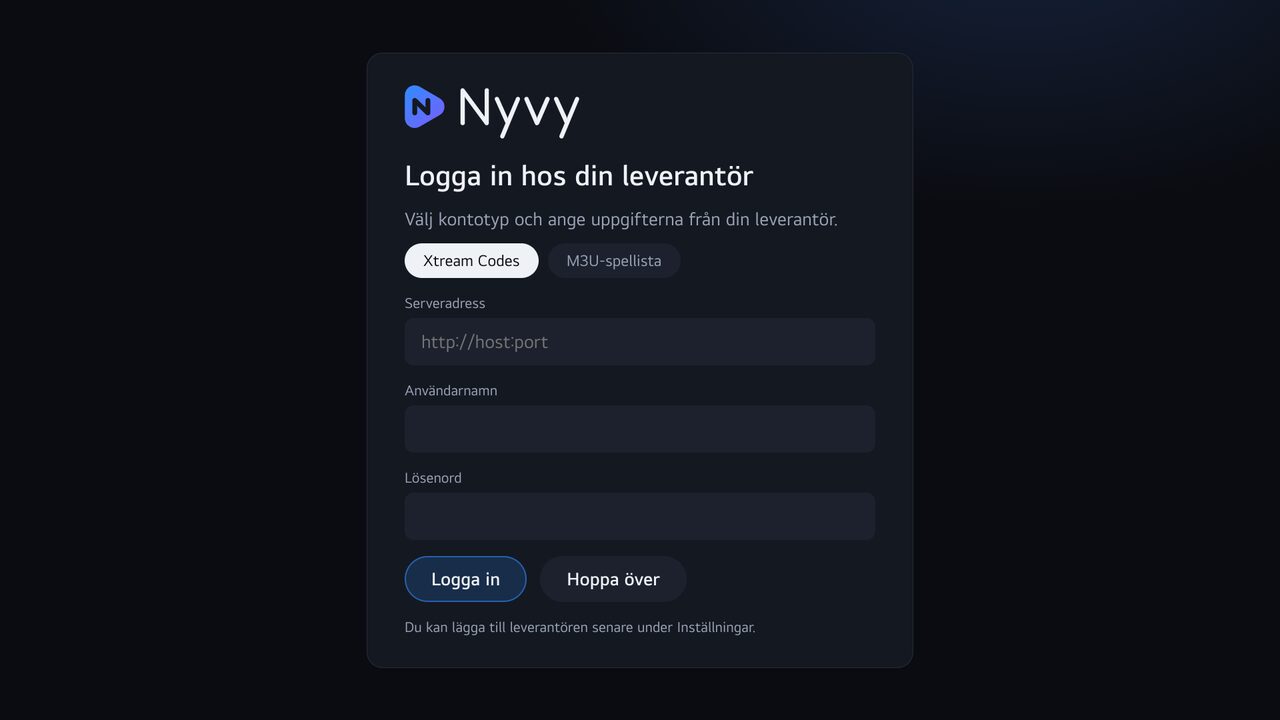 N Nyvy
Logga in hos din leverantör
Välj kontotyp och ange uppgifterna från din leverantör.
Xtream Codes M3U-spellista
Serveradress
http://host:port
Användarnamn
Lösenord
Logga in Hoppa över
Du kan lägga till leverantören senare under Inställningar.